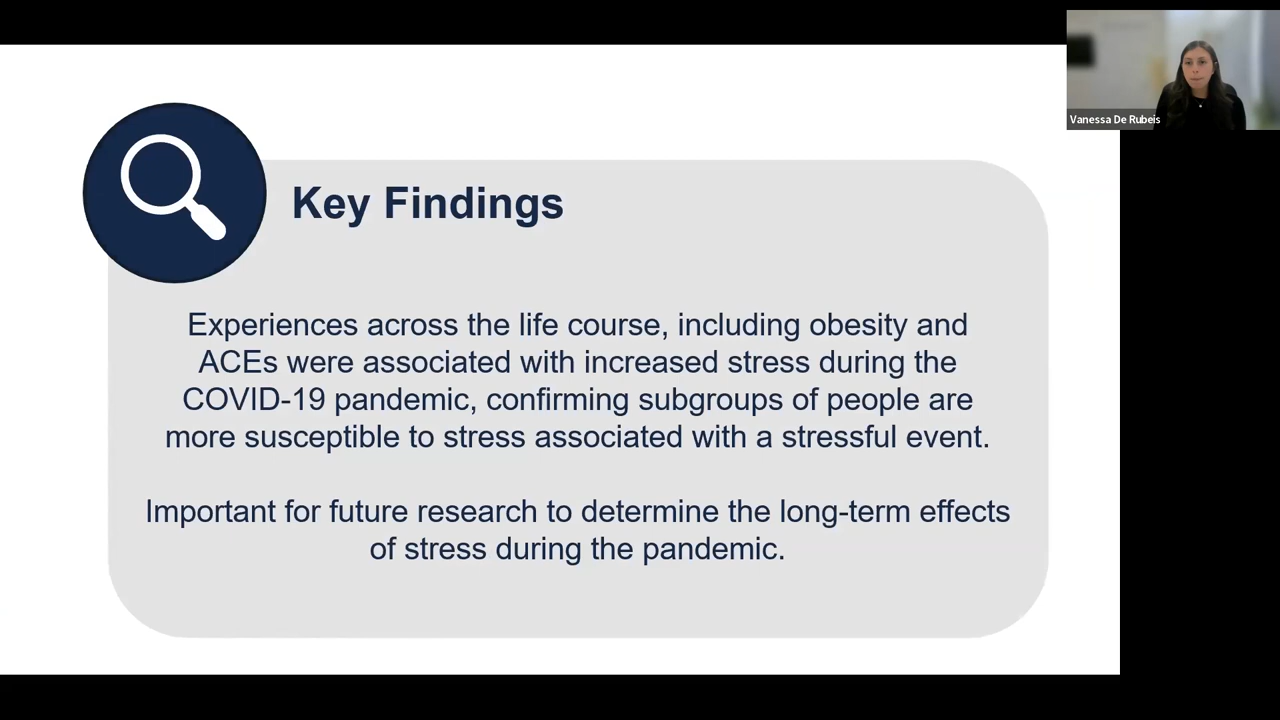 Vanessa De Rubeis
Key Findings
Experiences across the life course, including obesity and
ACEs were associated with increased stress during the
COVID-19 pandemic, confirming subgroups of people are
more susceptible to stress associated with a stressful event.
Important for future research to determine the long-term effects
of stress during the pandemic.